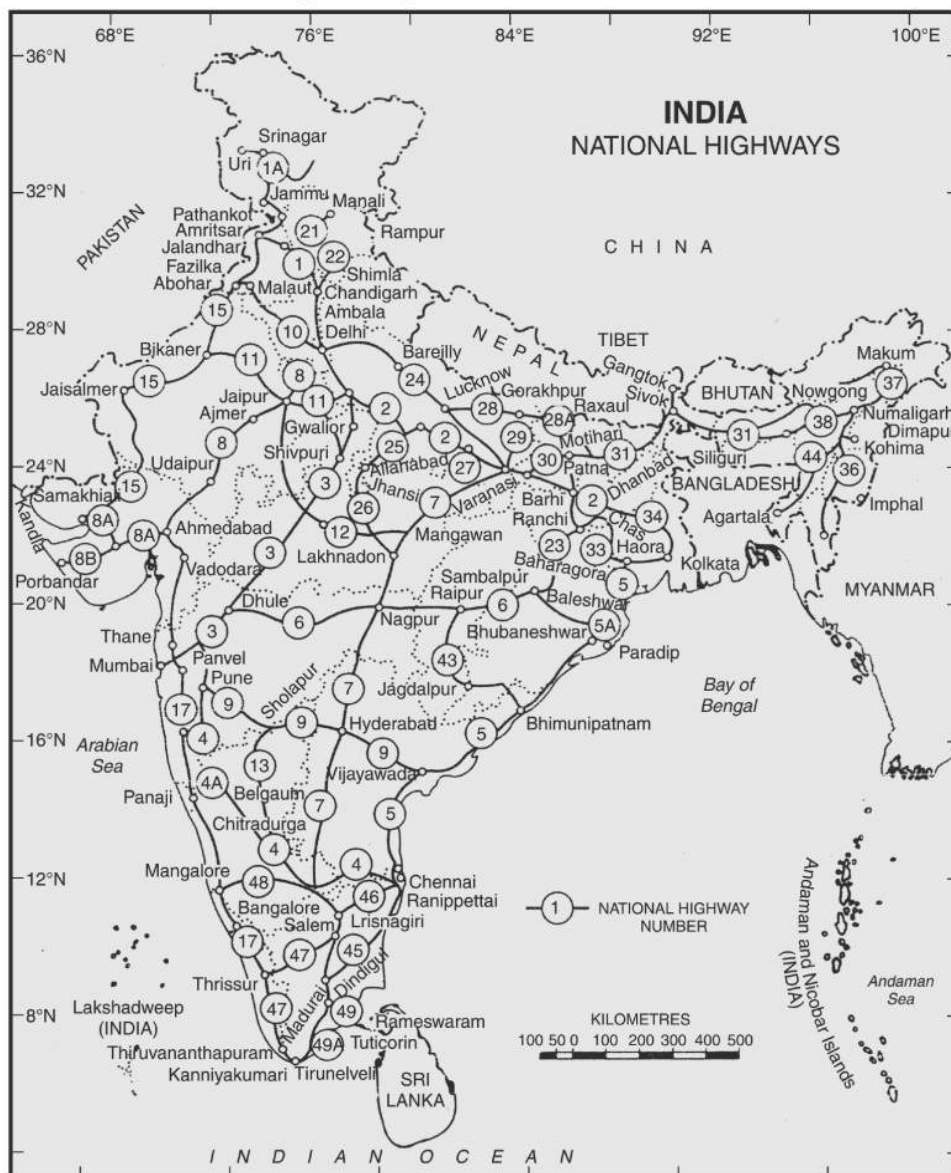 68°E
76°E
84°E
92°E
100°E
36°N
32°N
28°N
24°N
20°N
16°N
12°N
8°N
INDIA
NATIONAL HIGHWAYS
Srinagar
Uri
1A
Jammu
Manali
Pathankot
Amritsar
21
Rampur
Jalandhar
22
PAKISTAN
CHINA
1
Fazilka
Shimla
Abohar
Malaut
Chandigarh
15
Ambala
10
Delhi
NEPAL
TIBET
Bjkaner
11
Barejlly
Gangtok
Makum
Jaisalmer
15
8
24
Lucknow
Sivok
BHUTAN
Nowgong
37
Jaipur
11
2
28
Gorakhpur
Raxaul
28A
38
Numaligarh
Ajmer
Gwalior
2
29
Motihari
31
Dimapur
8
25
30
31
Siliguri
44
Kohima
Shivpuri
Allahabad
27
Patna
36
Udaipur
3
Jhansi
Varanasi
Dhanbad
BANGLADESH
Samakhia
15
26
7
Barhi
2
Imphal
Kandla
8A
Ahmedabad
12
Mangawan
Ranchi
Chas
34
Agartala
8A
Lakhnadon
23
33
Haora
8B
3
Vadodara
Baharagora
Kolkata
Porbandar
Sambalpur
5
MYANMAR
Dhule
6
Raipur
6
Baleshwar
Nagpur
Bhubaneshwar
5A
Thane
3
43
Paradip
Mumbai
Panvel
Pune
Sholapur
7
Jagdalpur
Bay of
Bengal
17
9
9
Hyderabad
Bhimunipatnam
4
5
Arabian
Sea
13
9
Vijayawada
4A
Belgaum
Panaji
7
5
Chitradurga
4
4
Mangalore
48
Chennai
Ranippettai
46
Bangalore
Salem
Lrisnagiri
1
NATIONAL HIGHWAY
NUMBER
17
47
45
Thrissur
Dindigul
47
Madurai
49
Lakshadweep
(INDIA)
Rameswaram
Thiruvananthapuram
49A
Tuticorin
Kanniyakumari
Tirunelveli
SRI
LANKA
KILOMETRES
100 50 0 100 200 300 400 500
Andaman and Nicobar Islands
(INDIA)
Andaman
Sea
INDIAN OCEAN